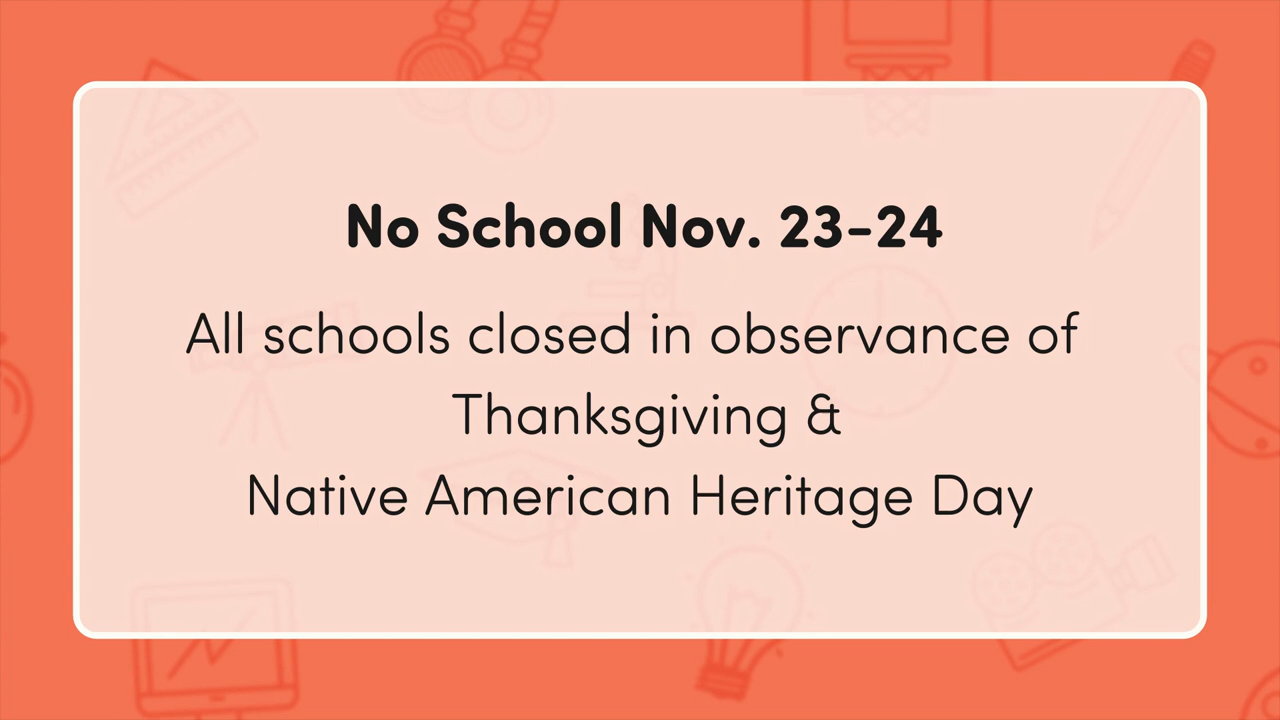 No School Nov. 23-24
All schools closed in observance of
Thanksgiving &
Native American Heritage Day